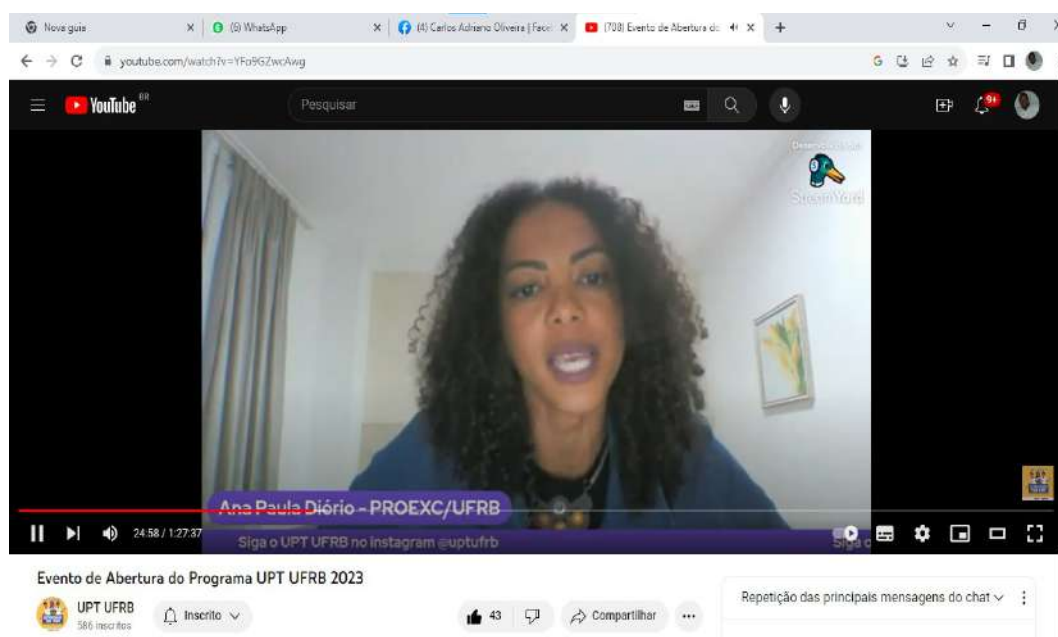 Nova guia
(6) WhatsApp
(4) Carlos Adriano Oliveira | Face
(708) Evento de Abertura do
youtube.com/watch?v=YFo9GZwcAwg
YouTube BR
Pesquisar
9+
StreamYard
Ana Paula Diório - PROEXC/UFRB
Siga o UPT UFRB no instagram @uptufrb
Siga o
24:58 / 1:27:37
Evento de Abertura do Programa UPT UFRB 2023
UPT UFRB
586 inscritos
Inscrito
43
Compartilhar
Repetição das principais mensagens do chat